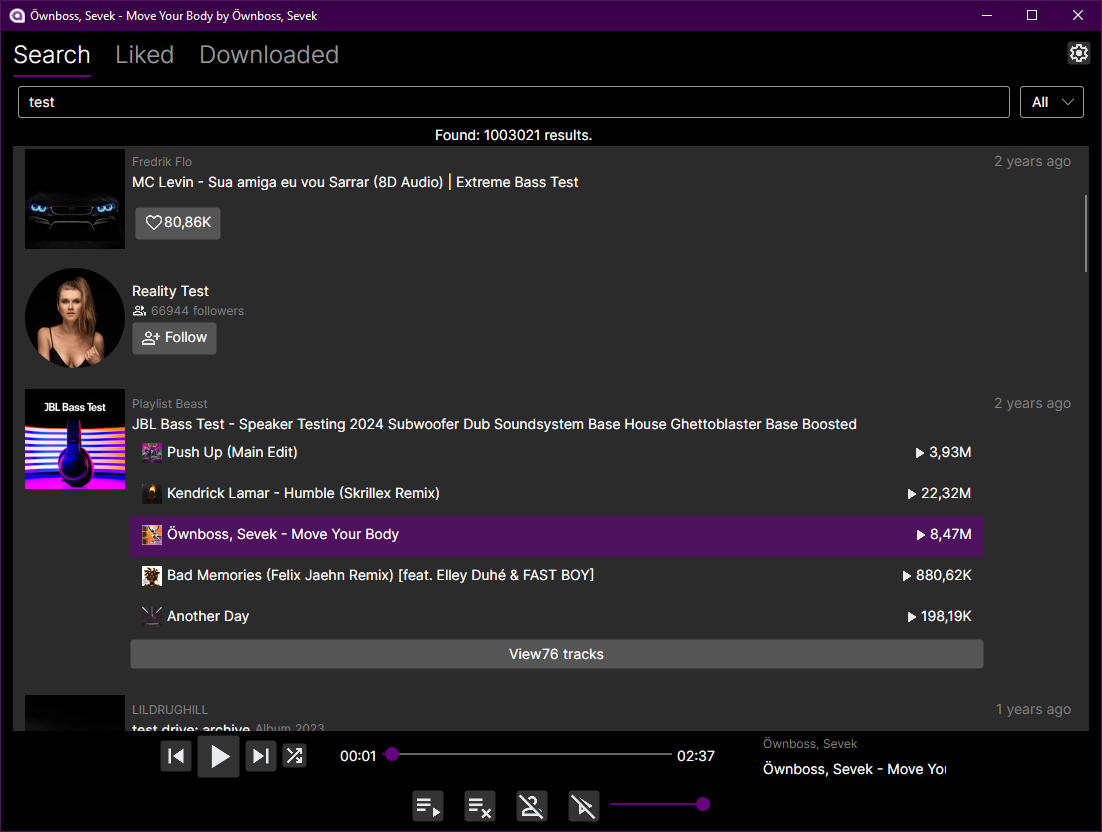 Öwnboss, Sevek - Move Your Body by Öwnboss, Sevek
Search Liked Downloaded
test
All
Found: 1003021 results.
Fredrik Flo 2 years ago
MC Levin - Sua amiga eu vou Sarrar (8D Audio) | Extreme Bass Test
80,86K
Reality Test
66944 followers
Follow
JBL Bass Test
Playlist Beast 2 years ago
JBL Bass Test - Speaker Testing 2024 Subwoofer Dub Soundsystem Base House Ghettoblaster Base Boosted
Push Up (Main Edit) 3,93M
Kendrick Lamar - Humble (Skrillex Remix) 22,32M
Öwnboss, Sevek - Move Your Body 8,47M
Bad Memories (Felix Jaehn Remix) [feat. Elley Duhé & FAST BOY] 880,62K
Another Day 198,19K
View76 tracks
LILDRUGHILL 1 years ago
test drive: archive Album 2023
00:01 02:37
Öwnboss, Sevek
Öwnboss, Sevek - Move You